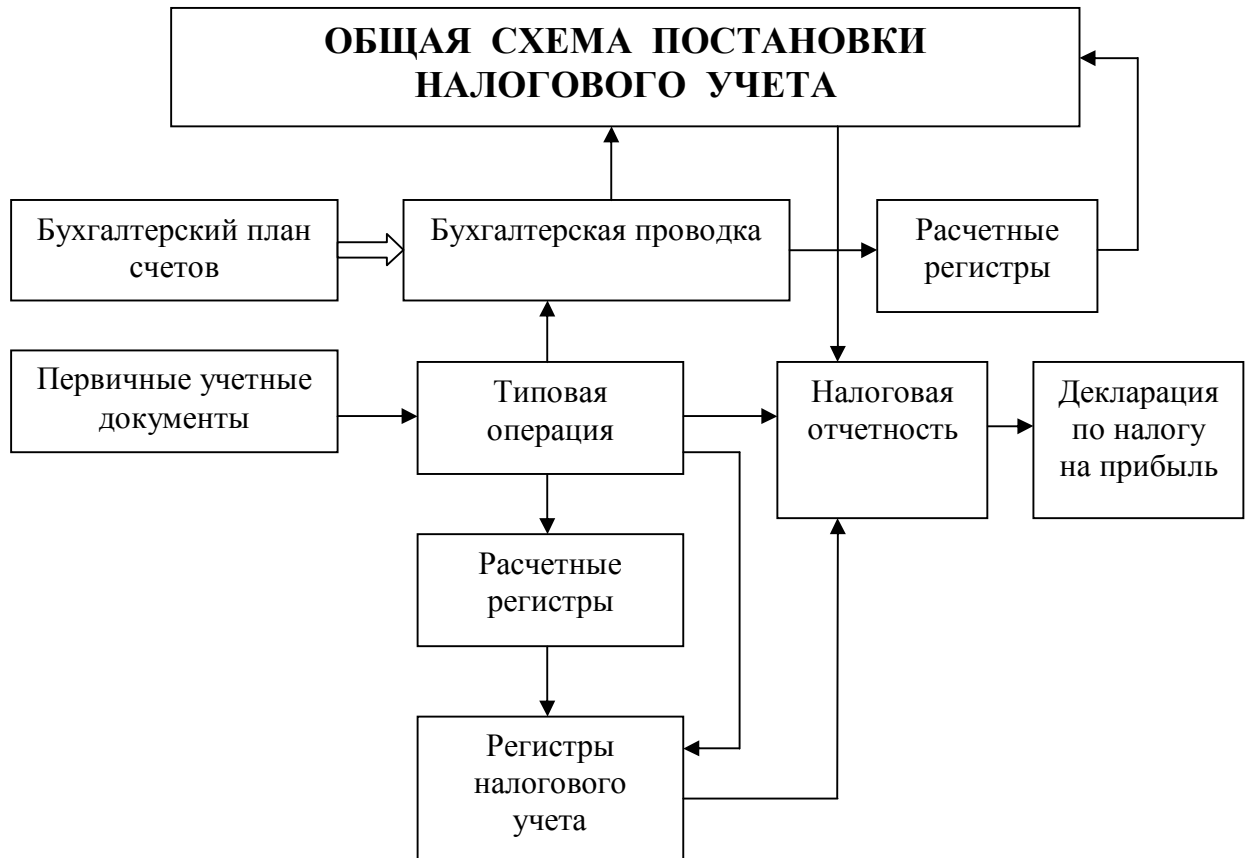 ОБЩАЯ СХЕМА ПОСТАНОВКИ
НАЛОГОВОГО УЧЕТА
Бухгалтерский план
счетов
Бухгалтерская проводка
Расчетные
регистры
Первичные учетные
документы
Типовая
операция
Налоговая
отчетность
Декларация
по налогу
на прибыль
Расчетные
регистры
Регистры
налогового
учета